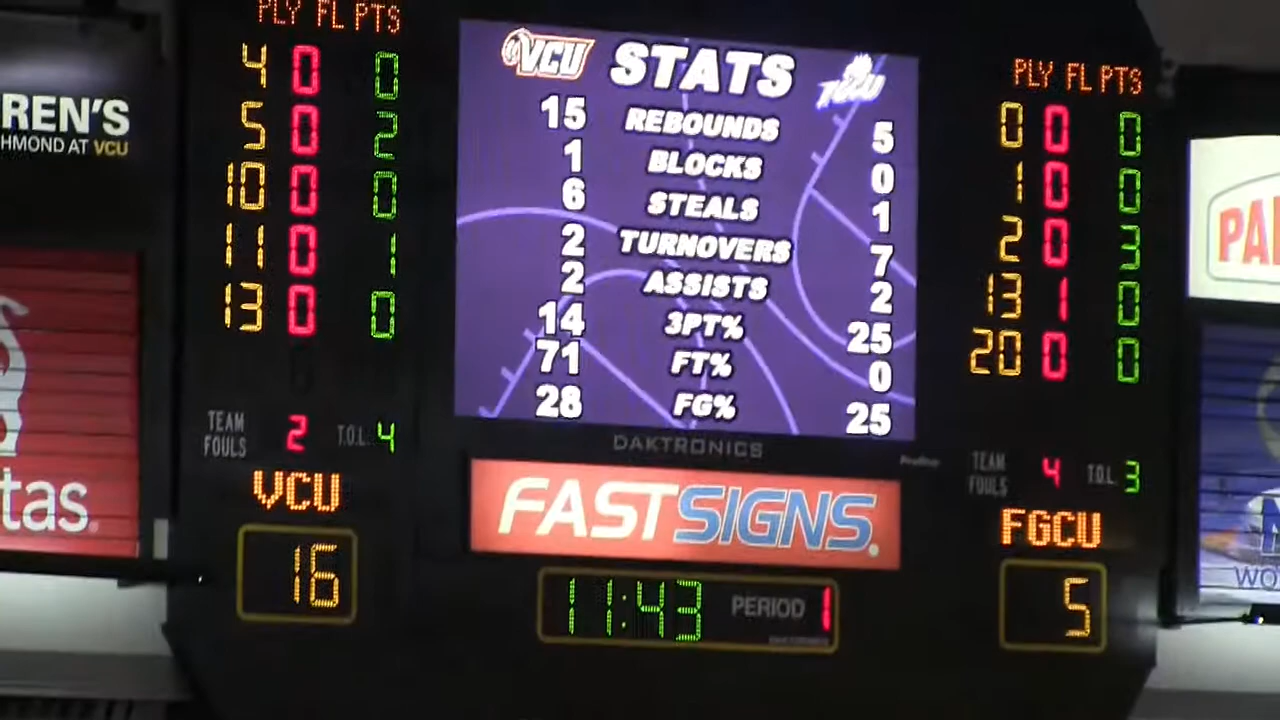 REN'S
HMOND AT VCU
tas
PLY FL PTS
4 0 0
5 0 2
10 0 0
11 0 1
13 0 0
TEAM FOULS 2 T.O.L. 4
VCU
16
VCU STATS FGCU
15 REBOUNDS 5
1 BLOCKS 0
6 STEALS 1
2 TURNOVERS 7
2 ASSISTS 2
14 3PT% 25
71 FT% 0
28 FG% 25
DAKTRONICS
FASTSIGNS.
11:43 PERIOD 1
PLY FL PTS
0 0 0
1 0 0
2 0 3
13 1 0
20 0 0
TEAM FOULS 4 T.O.L. 3
FGCU
5
PA
WO